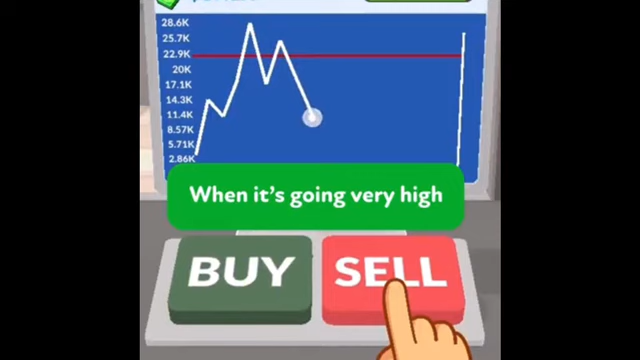 28.6K
25.7K
22.9K
20K
17.1K
14.3K
11.4K
8.57K
5.71K
2.86K
When it's going very high
BUY
SELL